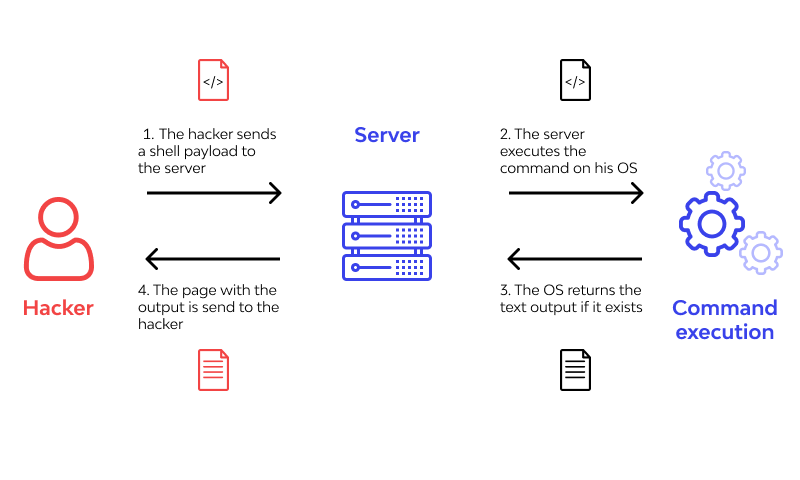 </>
</>
1. The hacker sends
a shell payload to
the server
Server
2. The server
executes the
command on his OS
Hacker
4. The page with the
output is send to the
hacker
3. The OS returns the
text output if it exists
Command
execution